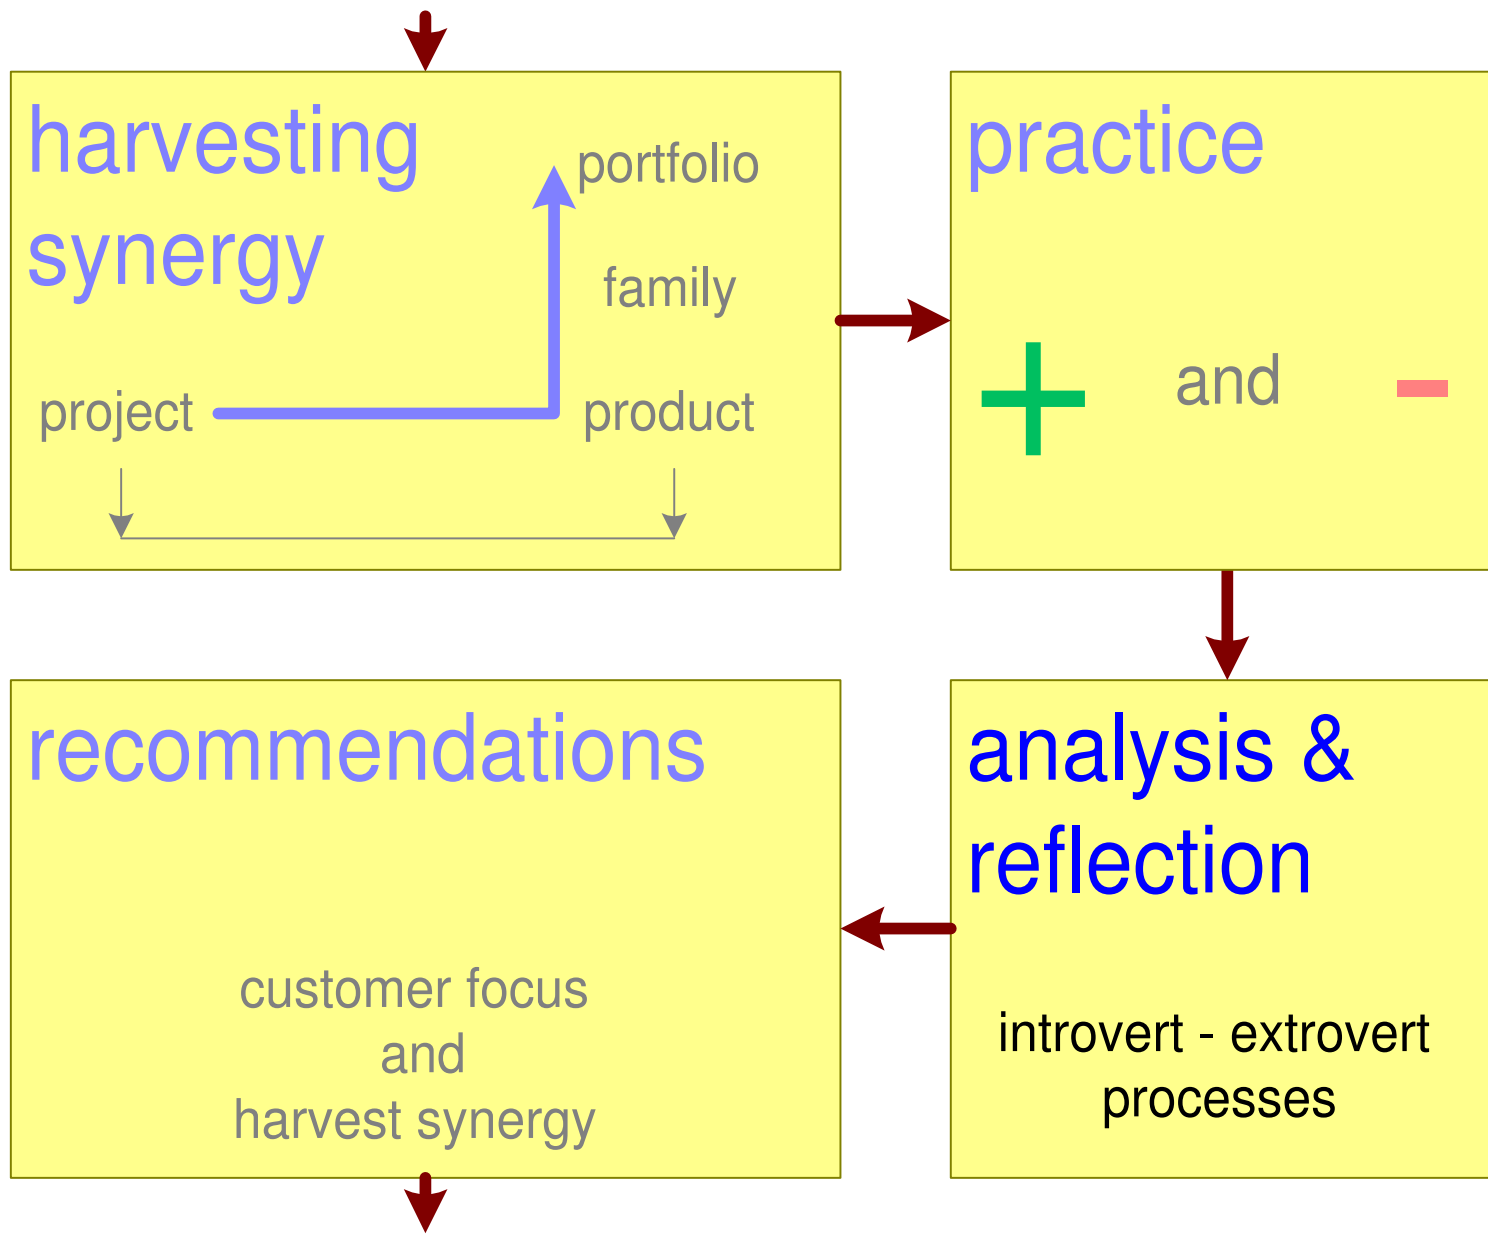 harvesting
synergy
portfolio
family
project
product
practice
+ and -
recommendations
customer focus
and
harvest synergy
analysis &
reflection
introvert - extrovert
processes